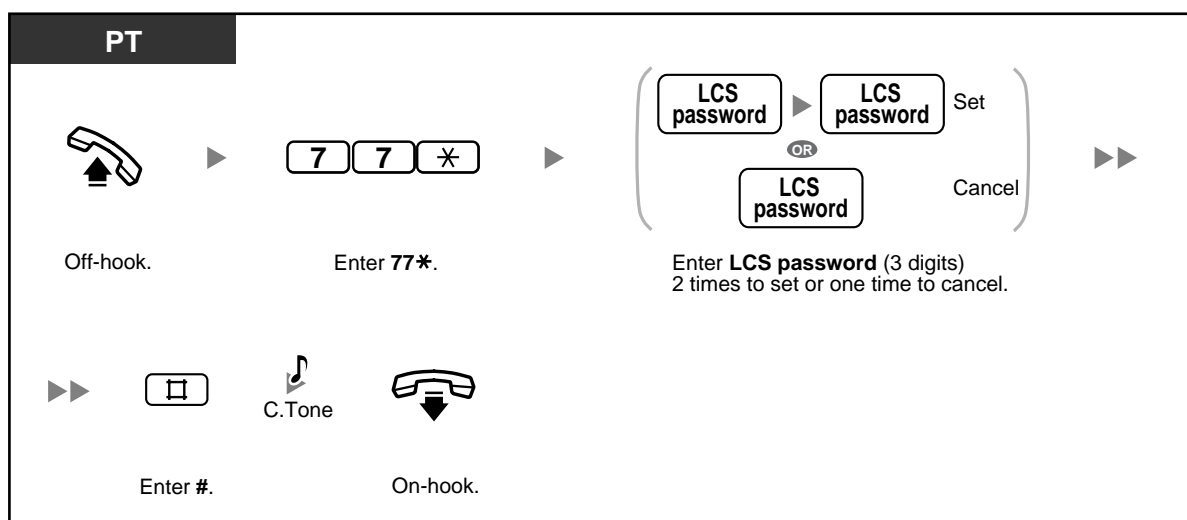 PT
LCS password
LCS password
Set
OR
LCS password
Cancel
Off-hook.
7 7 ✳
Enter 77✳.
Enter LCS password (3 digits)
2 times to set or one time to cancel.
#
C.Tone
Enter #.
On-hook.